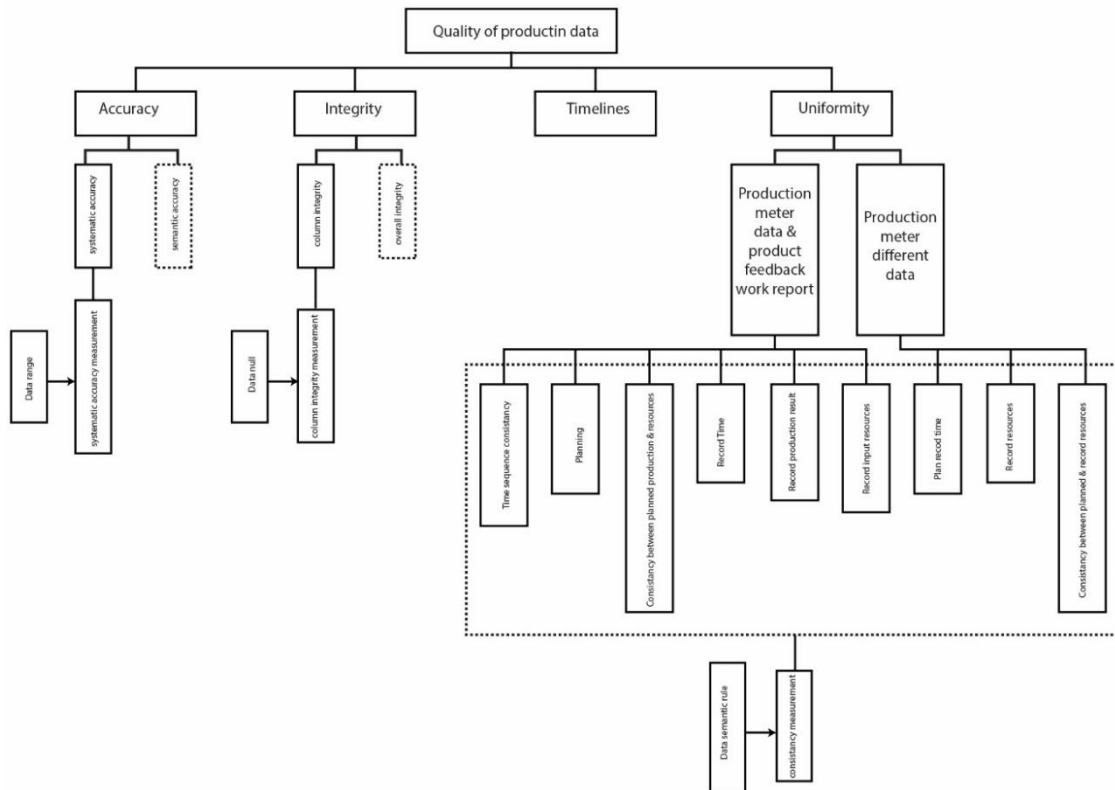 Quality of productin data
Accuracy
Integrity
Timelines
Uniformity
systematic accuracy
semantic accuracy
column integrity
overall integrity
Production
meter
data &
product
feedback
work report
Production
meter
different
data
Data range
systematic accuracy measurement
Data null
column integrity measurement
Time sequence consistancy
Planning
Consistancy between planned production & resources
Record Time
Record production result
Record input resources
Plan recod time
Record resources
Consistancy between planned & record resources
Data semantic rule
consistancy measurement